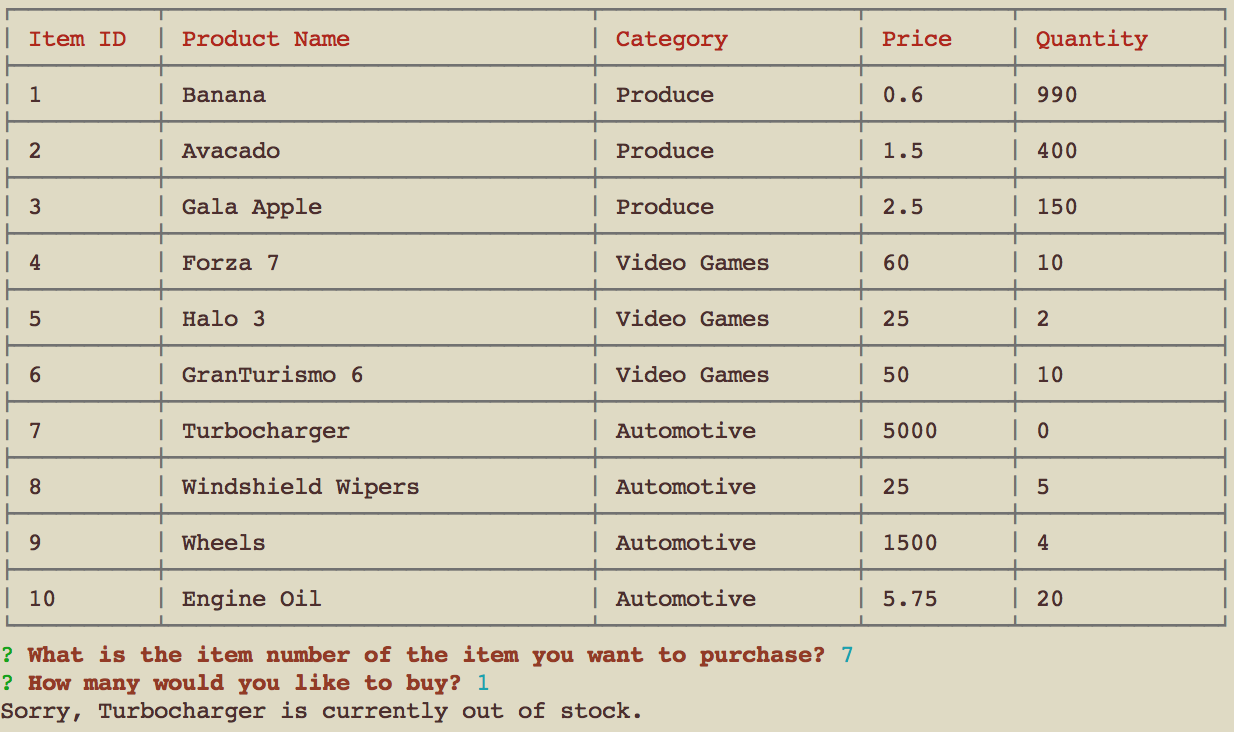 Item ID Product Name Category Price Quantity
1 Banana Produce 0.6 990
2 Avacado Produce 1.5 400
3 Gala Apple Produce 2.5 150
4 Forza 7 Video Games 60 10
5 Halo 3 Video Games 25 2
6 GranTurismo 6 Video Games 50 10
7 Turbocharger Automotive 5000 0
8 Windshield Wipers Automotive 25 5
9 Wheels Automotive 1500 4
10 Engine Oil Automotive 5.75 20
? What is the item number of the item you want to purchase? 7
? How many would you like to buy? 1
Sorry, Turbocharger is currently out of stock.